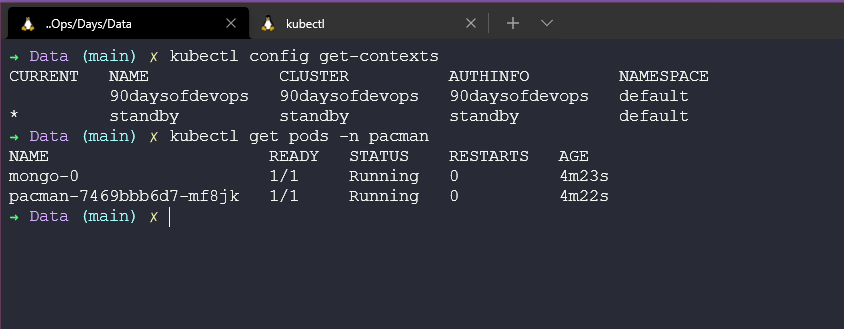 ..Ops/Days/Data
kubectl
→ Data (main) ✗ kubectl config get-contexts
CURRENT   NAME             CLUSTER          AUTHINFO         NAMESPACE
          90daysofdevops   90daysofdevops   90daysofdevops   default
*         standby          standby          standby          default
→ Data (main) ✗ kubectl get pods -n pacman
NAME                      READY   STATUS    RESTARTS   AGE
mongo-0                   1/1     Running   0          4m23s
pacman-7469bbb6d7-mf8jk   1/1     Running   0          4m22s
→ Data (main) ✗